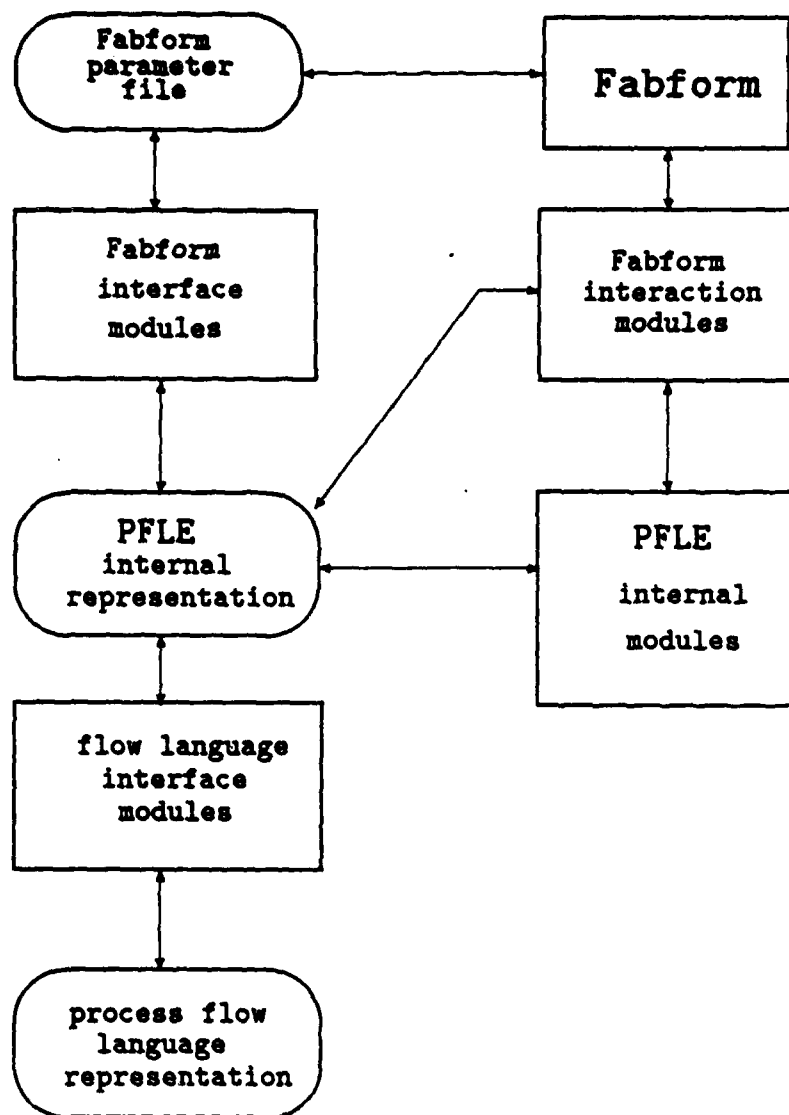 Fabform
parameter
file
Fabform
Fabform
interface
modules
Fabform
interaction
modules
PFLE
internal
representation
PFLE
internal
modules
flow language
interface
modules
process flow
language
representation